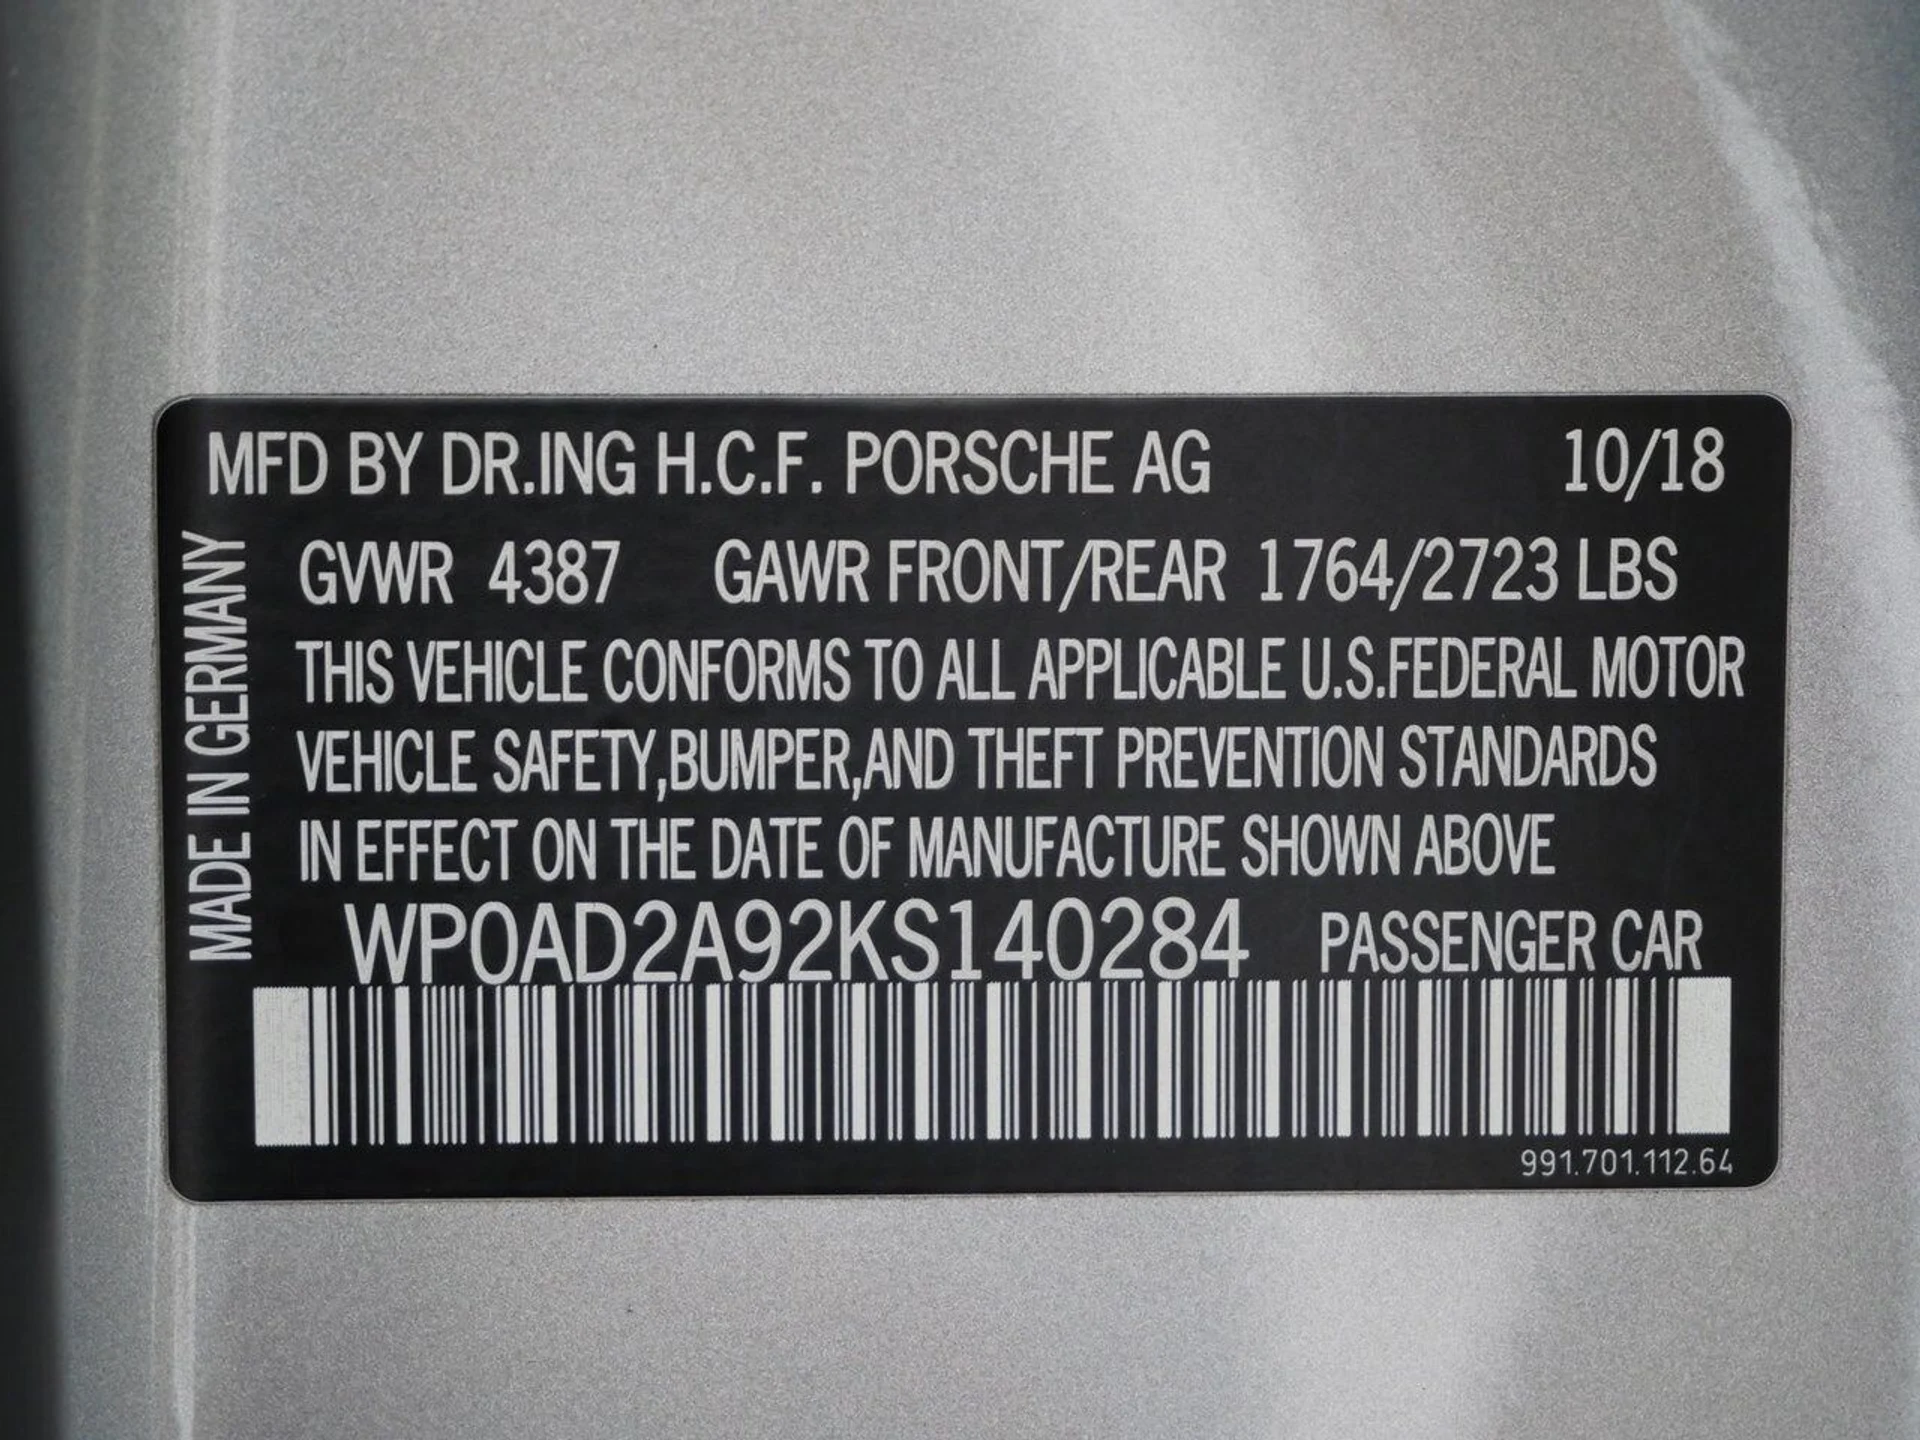 MFD BY DR.ING H.C.F. PORSCHE AG 10/18
GVWR 4387 GAWR FRONT/REAR 1764/2723 LBS
THIS VEHICLE CONFORMS TO ALL APPLICABLE U.S.FEDERAL MOTOR
VEHICLE SAFETY,BUMPER,AND THEFT PREVENTION STANDARDS
IN EFFECT ON THE DATE OF MANUFACTURE SHOWN ABOVE
WP0AD2A92KS140284 PASSENGER CAR
991.701.112.64
MADE IN GERMANY